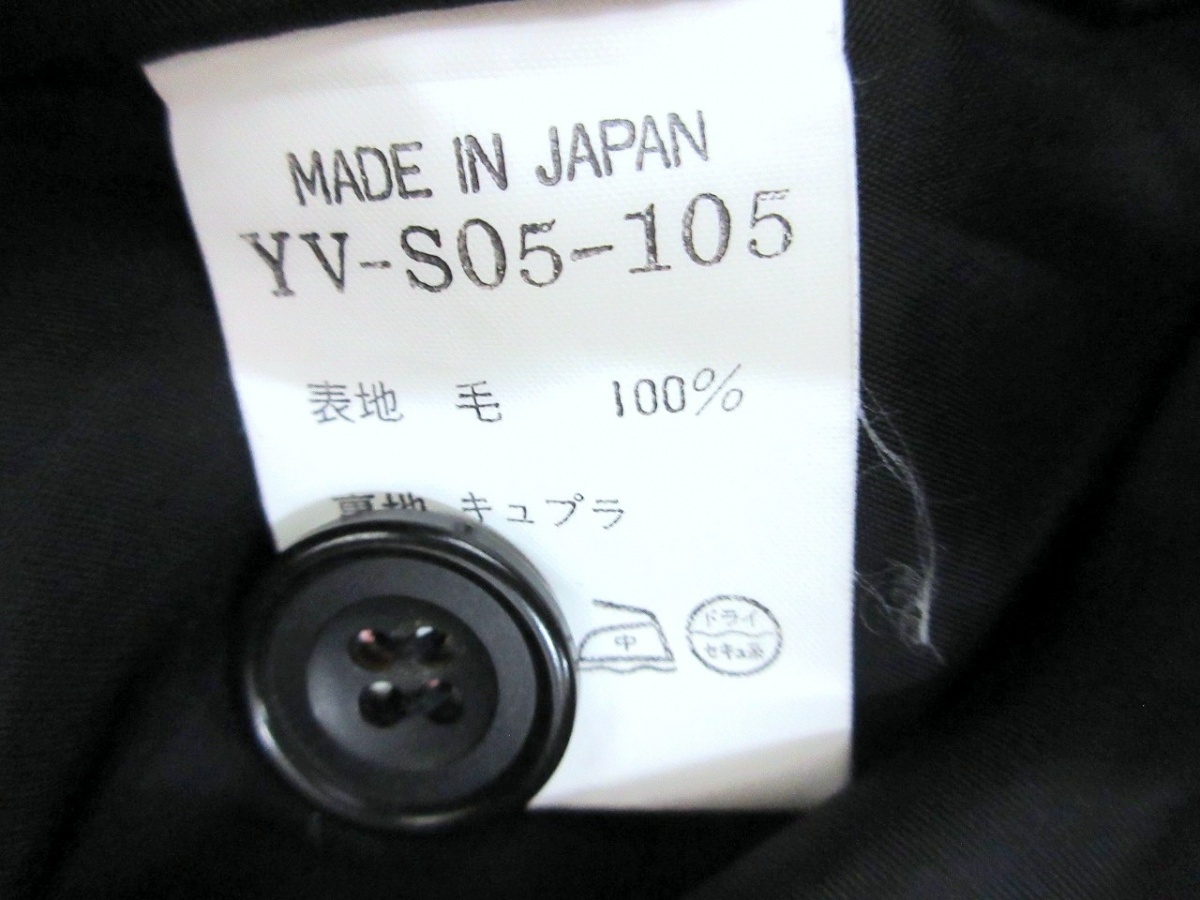 MADE IN JAPAN
YV-S05-105
表地 毛 100%
裏地 キュプラ
中
ドライ
セキユ系